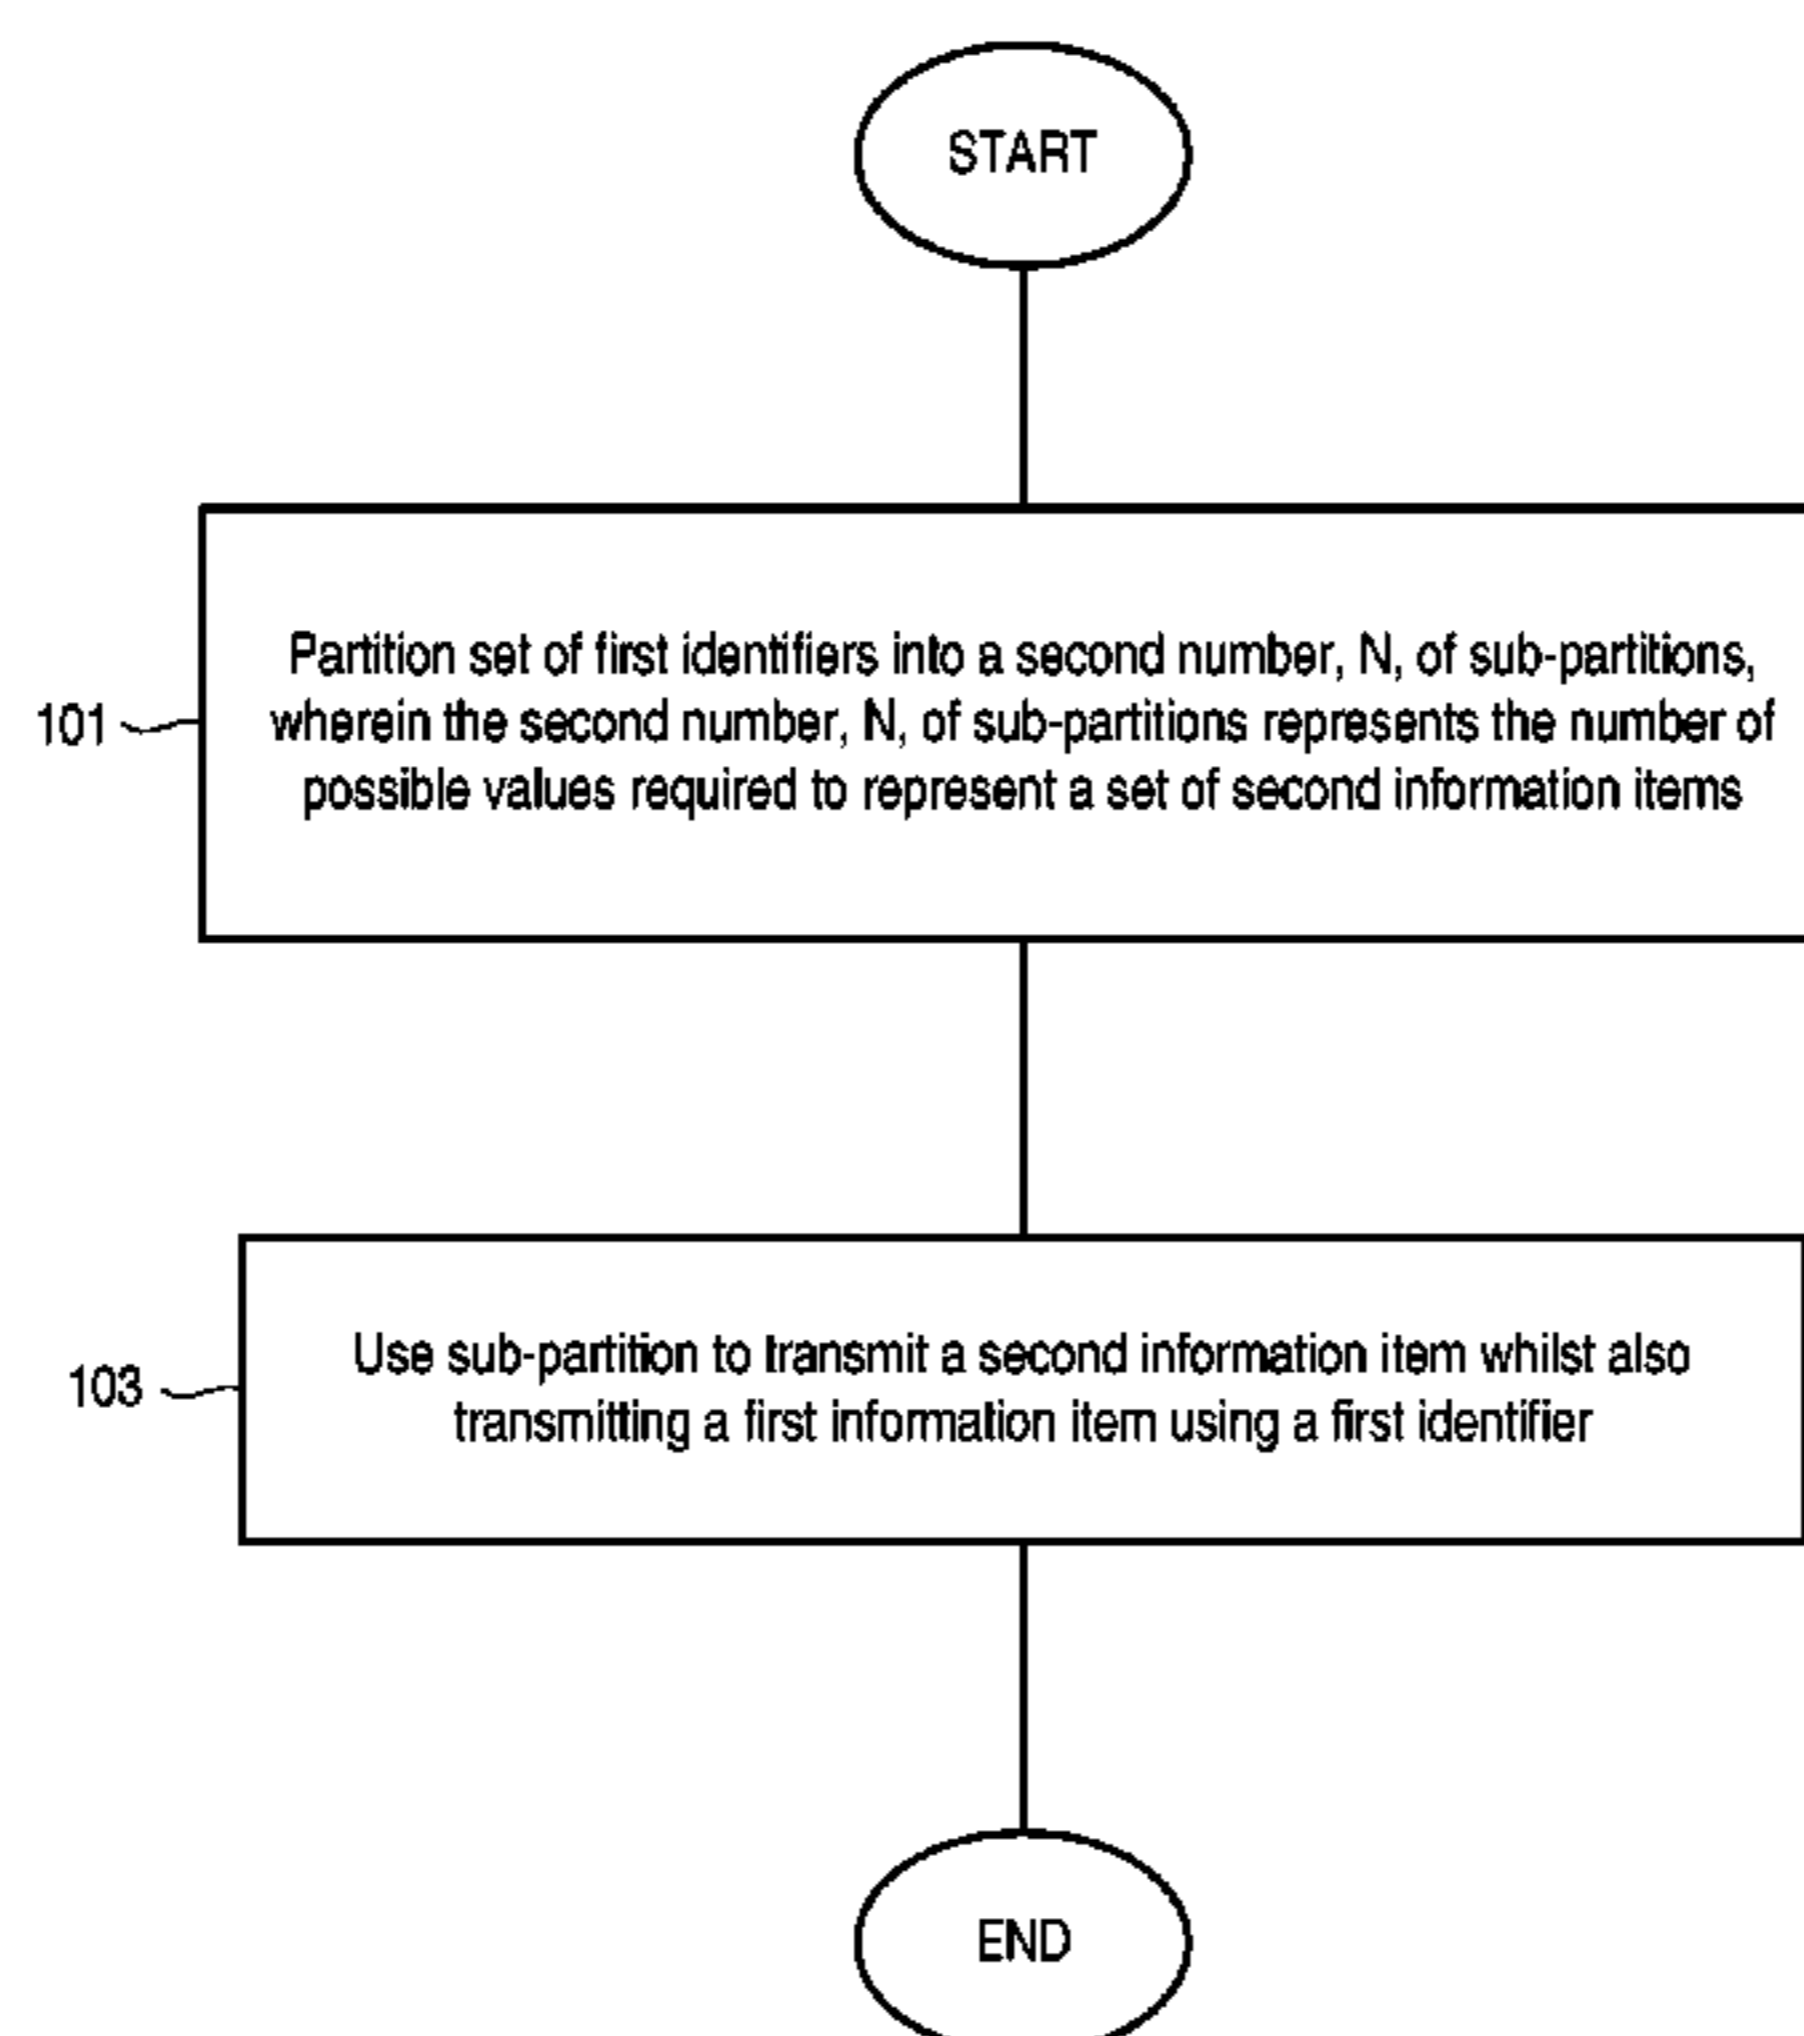 START
Partition set of first identifiers into a second number, N, of sub-partitions,
101
wherein the second number, N, of sub-partitions represents the number of
possible values required to represent a set of second information items
Use sub-partition to transmit a second information item whilst also
103
transmitting a first information item using a first identifier
END